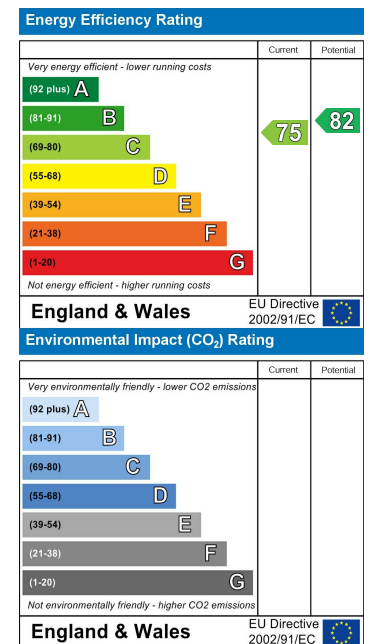 Energy Efficiency Rating
Current Potential
Very energy efficient - lower running costs
(92 plus) A
(81-91) B
(69-80) C
(55-68) D
(39-54) E
(21-38) F
(1-20) G
75
82
Not energy efficient - higher running costs
England & Wales
EU Directive
2002/91/EC
Environmental Impact (CO₂) Rating
Current Potential
Very environmentally friendly - lower CO2 emissions
(92 plus) A
(81-91) B
(69-80) C
(55-68) D
(39-54) E
(21-38) F
(1-20) G
Not environmentally friendly - higher CO2 emissions
England & Wales
EU Directive
2002/91/EC